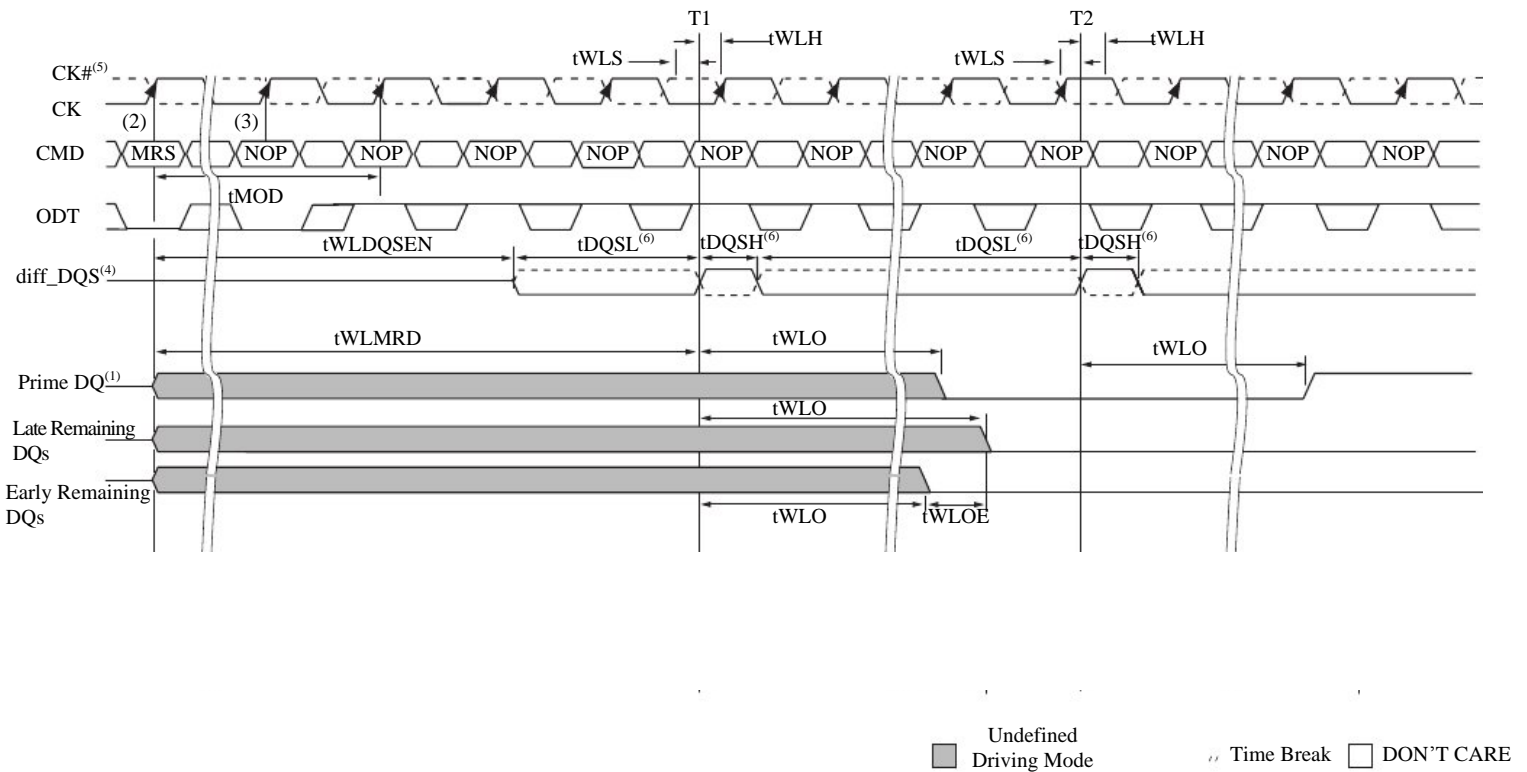 T1 T2
tWLH tWLH
tWLS tWLS
CK#(5)
CK
(2) (3)
CMD MRS NOP NOP NOP NOP NOP NOP NOP NOP NOP NOP NOP
tMOD
ODT
tWLDQSEN tDQSL(6) tDQSH(6) tDQSL(6) tDQSH(6)
diff_DQS(4)
tWLMRD tWLO tWLO
Prime DQ(1)
tWLO
Late Remaining
DQs
Early Remaining
DQs
tWLO tWLOE
Undefined
Driving Mode
Time Break
DON'T CARE